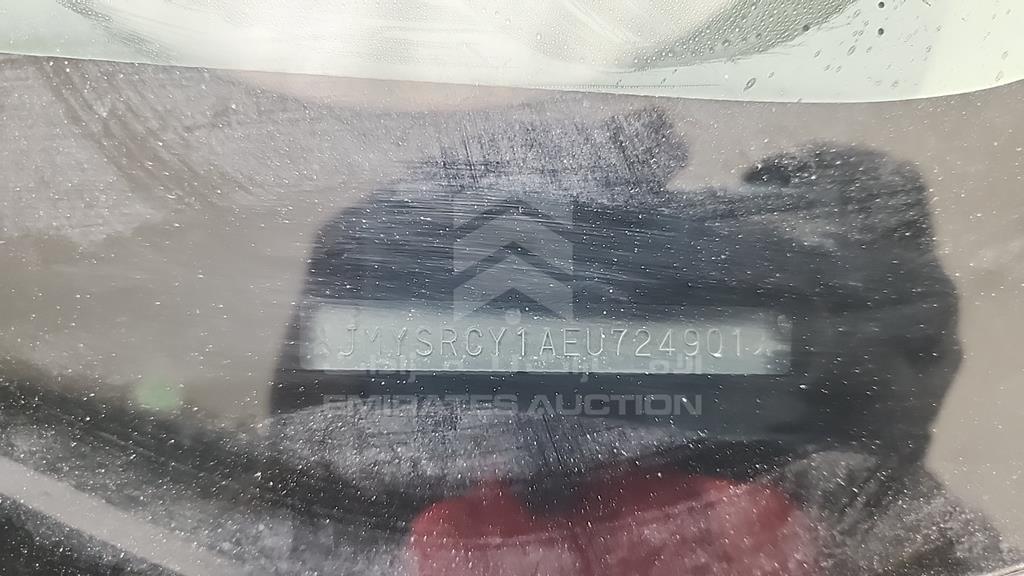 JMYSRCY1AEU724901
EMIRATES AUCTION